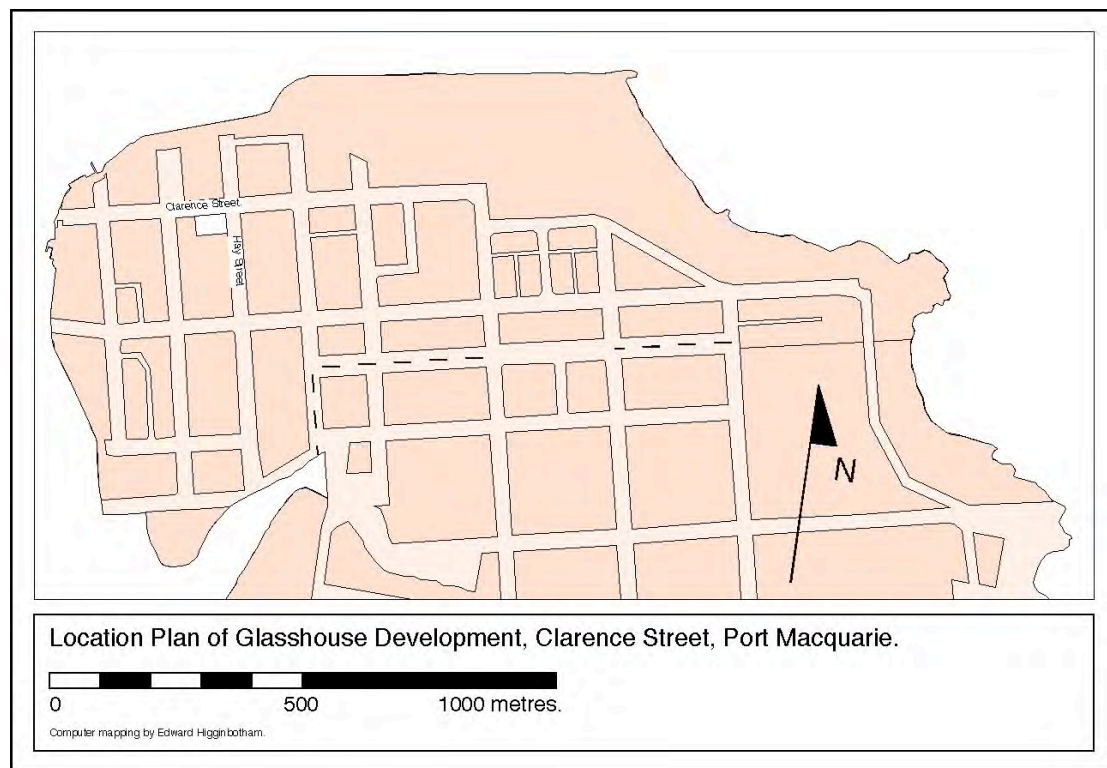 Clarence Street
Hay Street
N
Location Plan of Glasshouse Development, Clarence Street, Port Macquarie.
0 500 1000 metres.
Computer mapping by Edward Higginbotham.